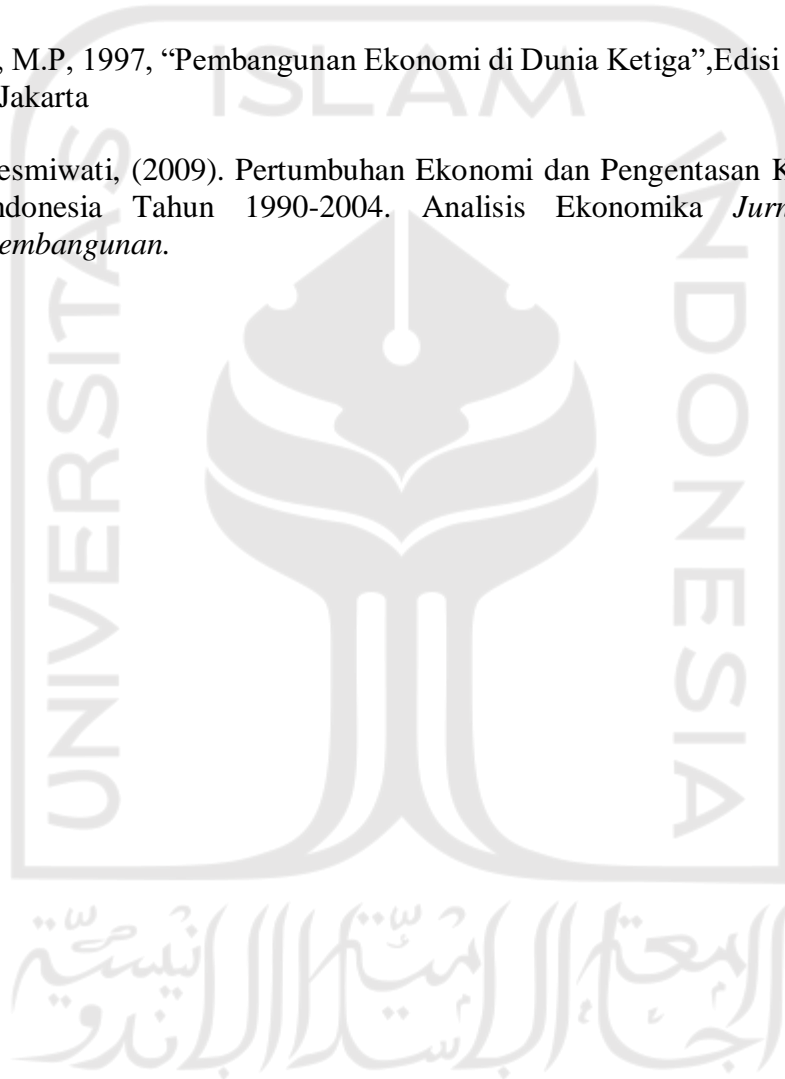 , M.P, 1997, “Pembangunan Ekonomi di Dunia Ketiga”,Edisi
Jakarta
esmiwati, (2009). Pertumbuhan Ekonomi dan Pengentasan K
ndonesia Tahun 1990-2004. Analisis Ekonomika Jurn
embangunan.
ISLAM
UNIVERSITAS
INDONESIA